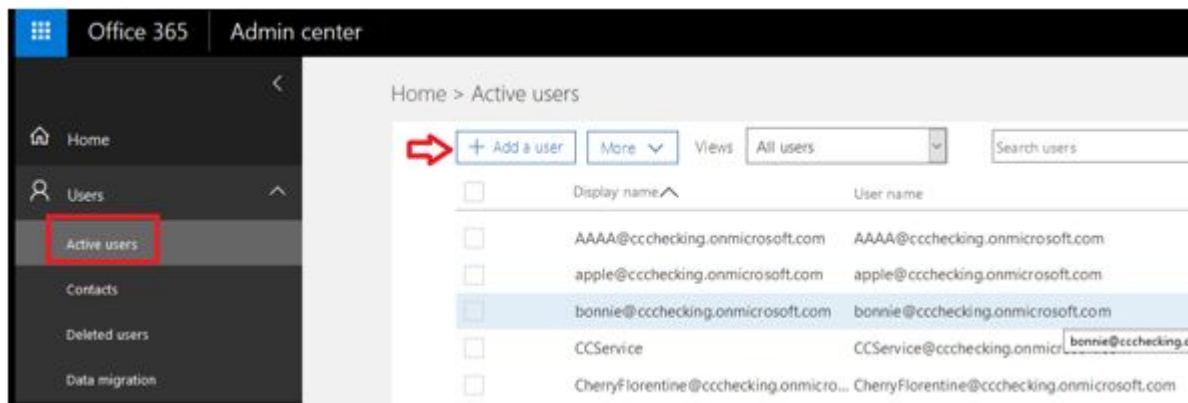 Office 365 Admin center
Home > Active users
Home
+ Add a user More Views All users Search users
Users
Display name User name
Active users
AAAA@ccchecking.onmicrosoft.com AAAA@ccchecking.onmicrosoft.com
apple@ccchecking.onmicrosoft.com apple@ccchecking.onmicrosoft.com
Contacts
bonnie@ccchecking.onmicrosoft.com bonnie@ccchecking.onmicrosoft.com
Deleted users
bonnie@ccchecking.
CCService CCService@ccchecking.onmicr
Data migration
CherryFlorentine@ccchecking.onmicro... CherryFlorentine@ccchecking.onmicrosoft.com